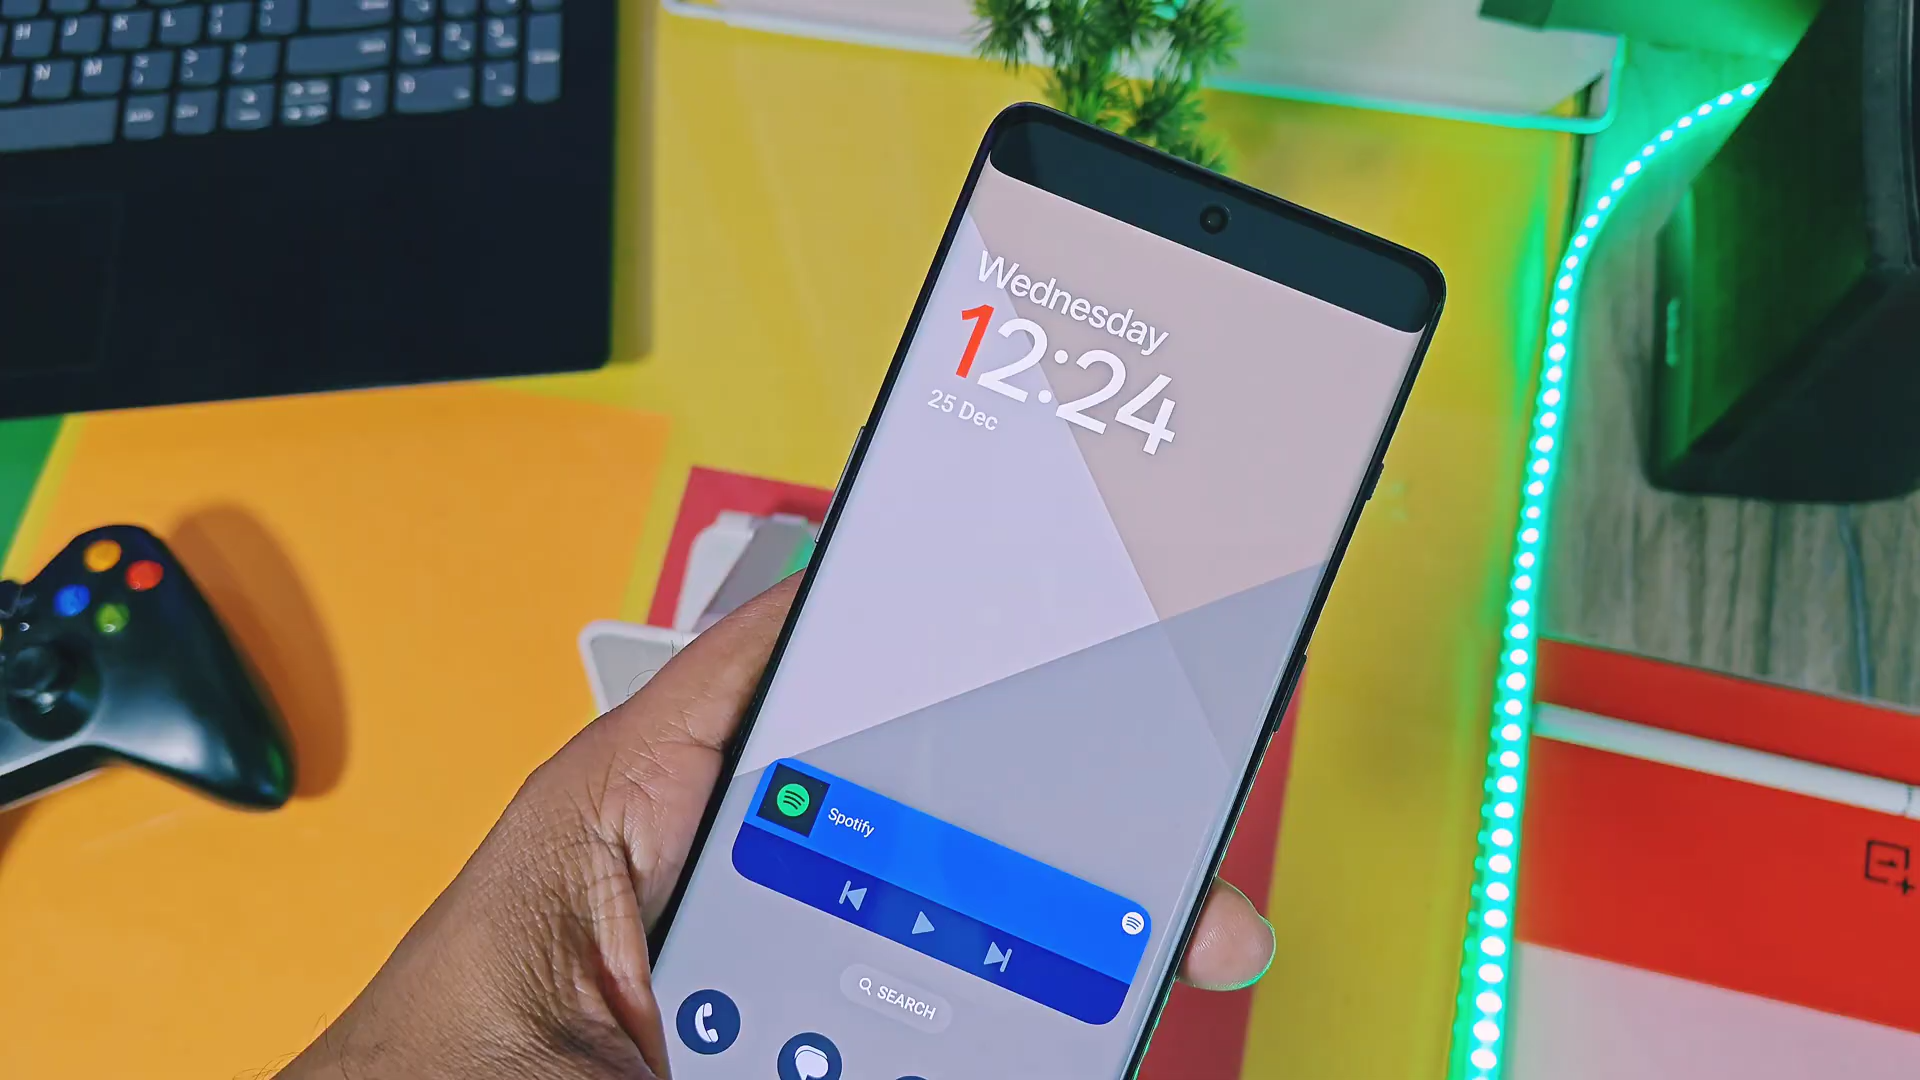 H J K L
N M
Wednesday
12:24
25 Dec
Spotify
SEARCH